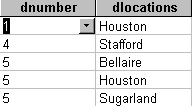 dnumber dlocations
1 Houston
4 Stafford
5 Bellaire
5 Houston
5 Sugarland